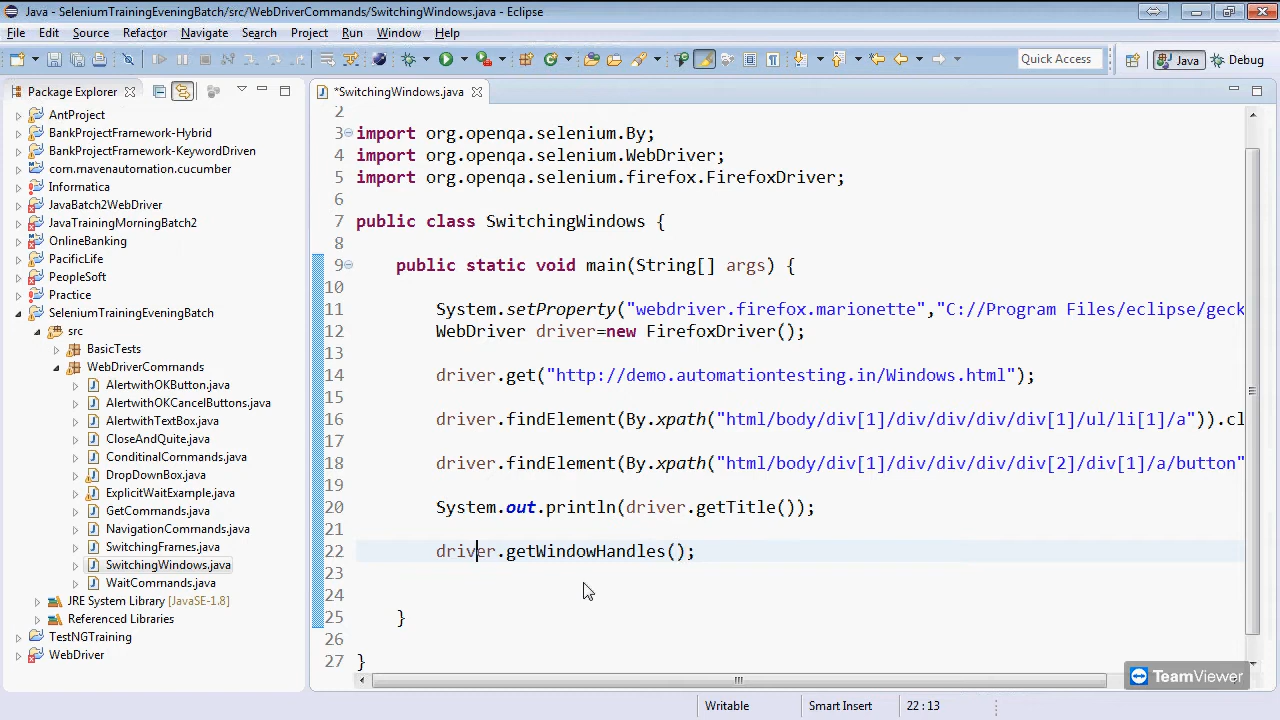 Java - SeleniumTrainingEveningBatch/src/WebDriverCommands/SwitchingWindows.java - Eclipse
File Edit Source Refactor Navigate Search Project Run Window Help
Quick Access Java Debug
Package Explorer
AntProject
BankProjectFramework-Hybrid
BankProjectFramework-KeywordDriven
com.mavenautomation.cucumber
Informatica
JavaBatch2WebDriver
JavaTrainingMorningBatch2
OnlineBanking
PacificLife
PeopleSoft
Practice
SeleniumTrainingEveningBatch
src
BasicTests
WebDriverCommands
AlertwithOKButton.java
AlertwithOKCancelButtons.java
AlertwithTextBox.java
CloseAndQuite.java
ConditinalCommands.java
DropDownBox.java
ExplicitWaitExample.java
GetCommands.java
NavigationCommands.java
SwitchingFrames.java
SwitchingWindows.java
WaitCommands.java
JRE System Library [JavaSE-1.8]
Referenced Libraries
TestNGTraining
WebDriver
*SwitchingWindows.java
2
3 import org.openqa.selenium.By;
4 import org.openqa.selenium.WebDriver;
5 import org.openqa.selenium.firefox.FirefoxDriver;
6
7 public class SwitchingWindows {
8
9 public static void main(String[] args) {
10
11 System.setProperty("webdriver.firefox.marionette","C://Program Files/eclipse/geck
12 WebDriver driver=new FirefoxDriver();
13
14 driver.get("http://demo.automationtesting.in/Windows.html");
15
16 driver.findElement(By.xpath("html/body/div[1]/div/div/div/div[1]/ul/li[1]/a")).cl
17
18 driver.findElement(By.xpath("html/body/div[1]/div/div/div/div[2]/div[1]/a/button"
19
20 System.out.println(driver.getTitle());
21
22 driver.getWindowHandles();
23
24
25 }
26
27 }
TeamViewer
Writable Smart Insert 22:13